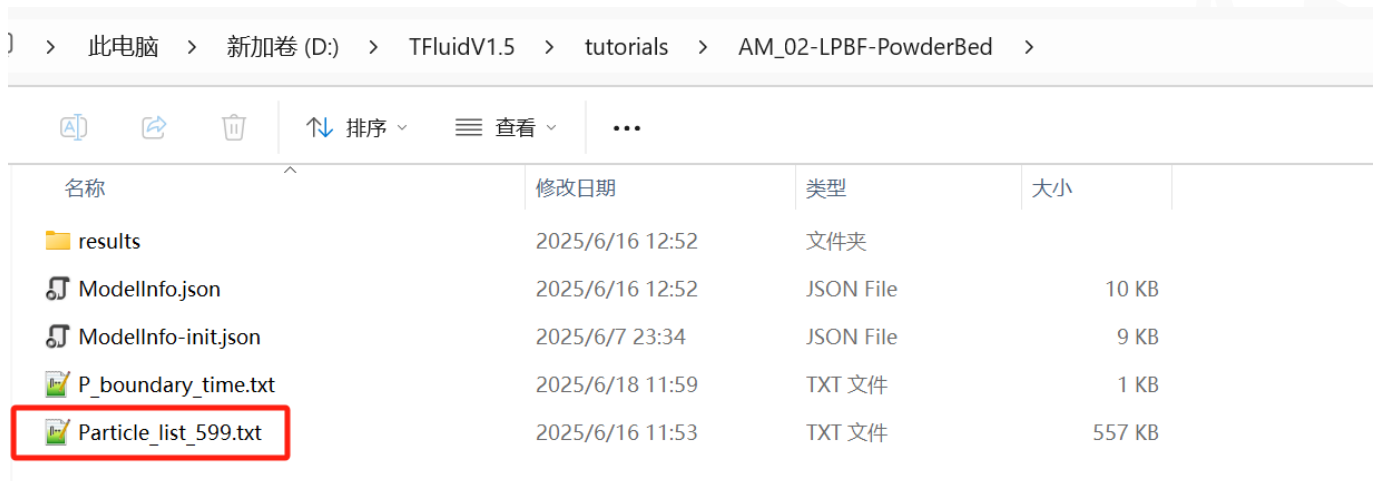 > 此电脑 > 新加卷 (D:) > TFluidV1.5 > tutorials > AM_02-LPBF-PowderBed >
排序 查看 •••
名称 修改日期 类型 大小
results 2025/6/16 12:52 文件夹
ModelInfo.json 2025/6/16 12:52 JSON File 10 KB
ModelInfo-init.json 2025/6/7 23:34 JSON File 9 KB
P_boundary_time.txt 2025/6/18 11:59 TXT 文件 1 KB
Particle_list_599.txt 2025/6/16 11:53 TXT 文件 557 KB